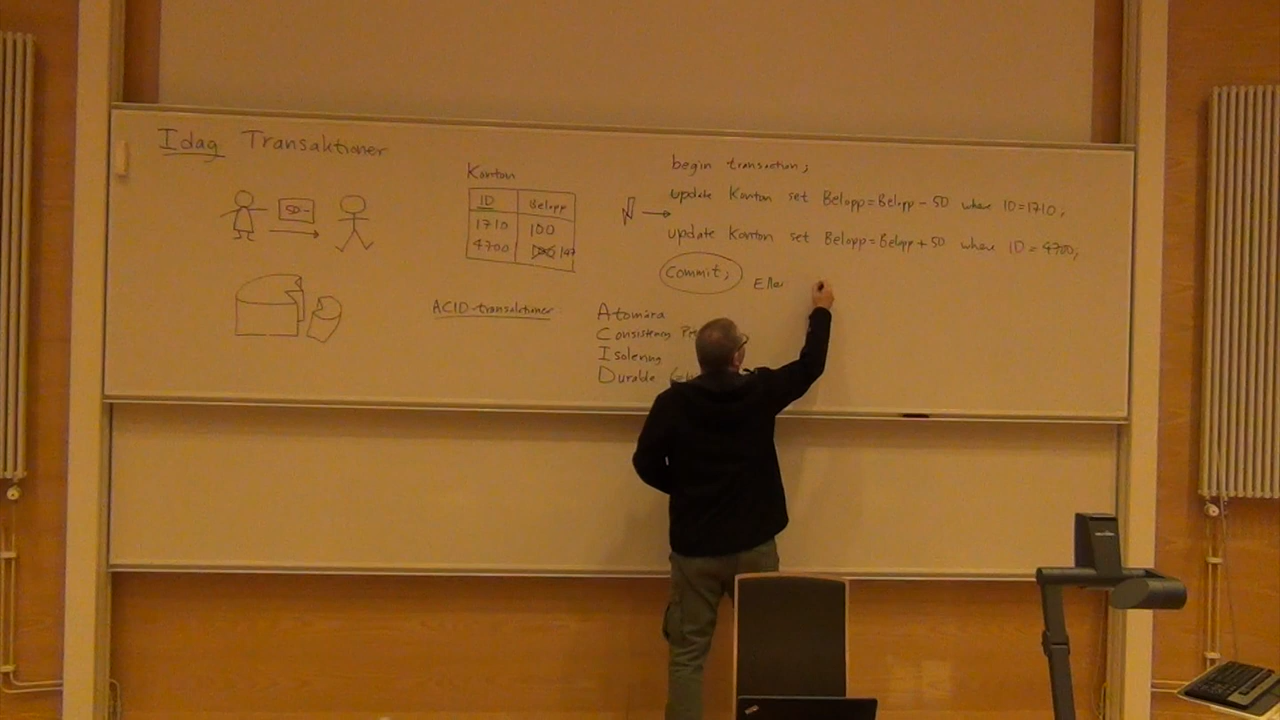 Idag Transaktioner
50-
Konton
ID Belopp
1710 100
4700
begin transaction;
update Konton set Belopp=Belopp-50 where ID=1710;
update Konton set Belopp=Belopp+50 where ID=4700;
Commit;
Eller
ACID-transaktioner
Atomära
Consistency
Isolering
Durable